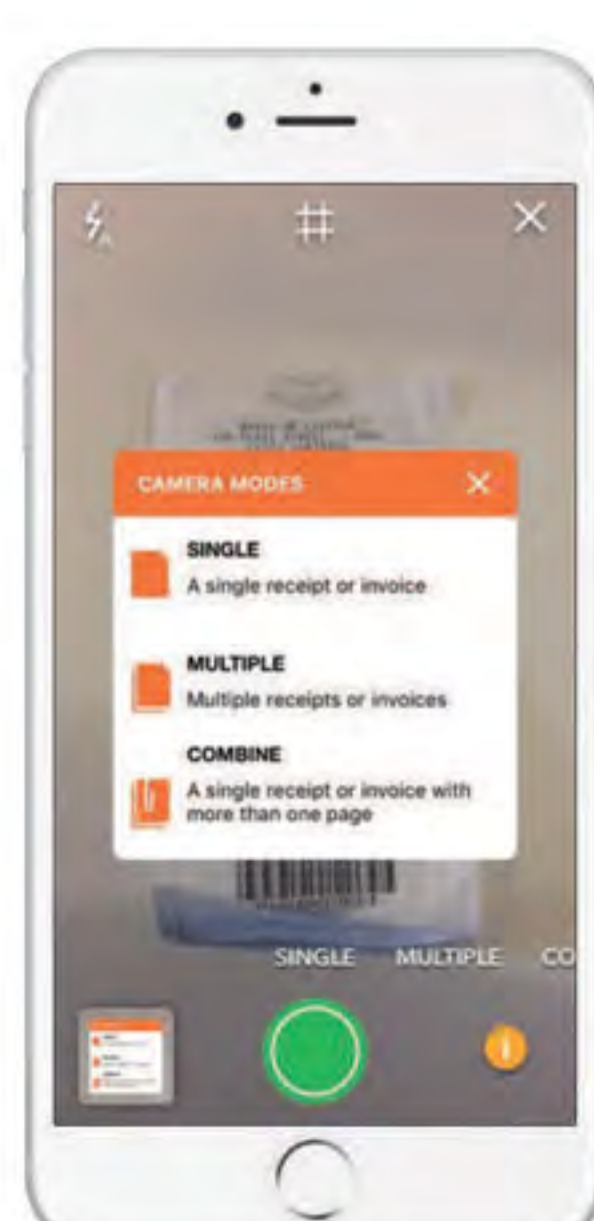 CAMERA MODES
SINGLE
A single receipt or invoice
MULTIPLE
Multiple receipts or invoices
COMBINE
A single receipt or invoice with
more than one page
SINGLE MULTIPLE CO